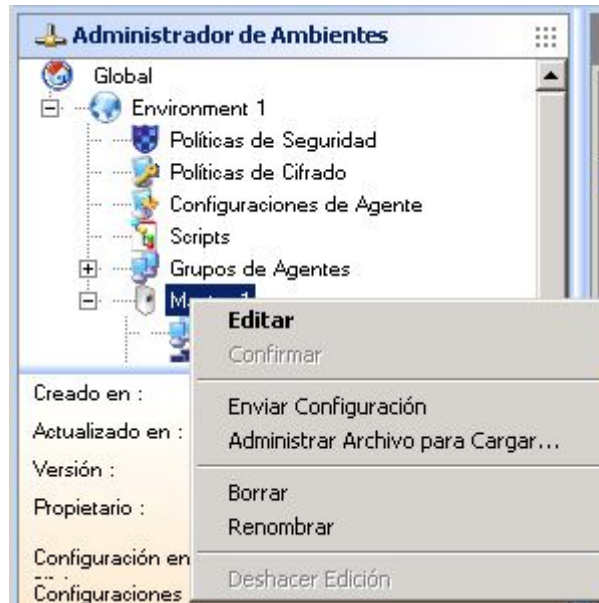 Administrador de Ambientes
Global
Environment 1
Políticas de Seguridad
Políticas de Cifrado
Configuraciones de Agente
Scripts
Grupos de Agentes
Editar
Confirmar
Enviar Configuración
Administrar Archivo para Cargar...
Borrar
Renombrar
Deshacer Edición
Creado en :
Actualizado en :
Versión :
Propietario :
Configuración en
Configuraciones